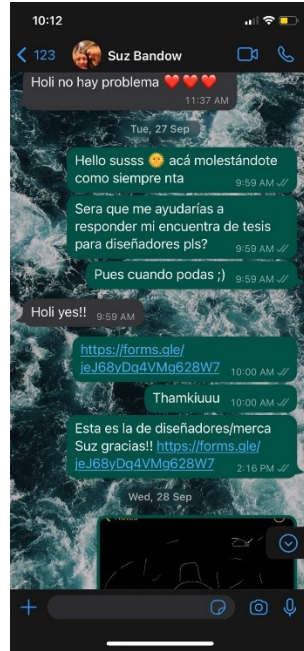 10:12
123
Suz Bandow
Holi no hay problema ❤️❤️❤️
11:37 AM
Tue, 27 Sep
Hello susss 🌞 acá molestándote
como siempre nta
9:59 AM
Sera que me ayudarías a
responder mi encuentra de tesis
para diseñadores pls?
9:59 AM
Pues cuando podas ;)
9:59 AM
Holi yes!!
9:59 AM
https://forms.gle/
jeJ68yDq4VMg628W7
10:00 AM
Thamkiuuu
10:00 AM
Esta es la de diseñadores/merca
Suz gracias!! https://forms.gle/
jeJ68yDq4VMg628W7
2:16 PM
Wed, 28 Sep
Notes